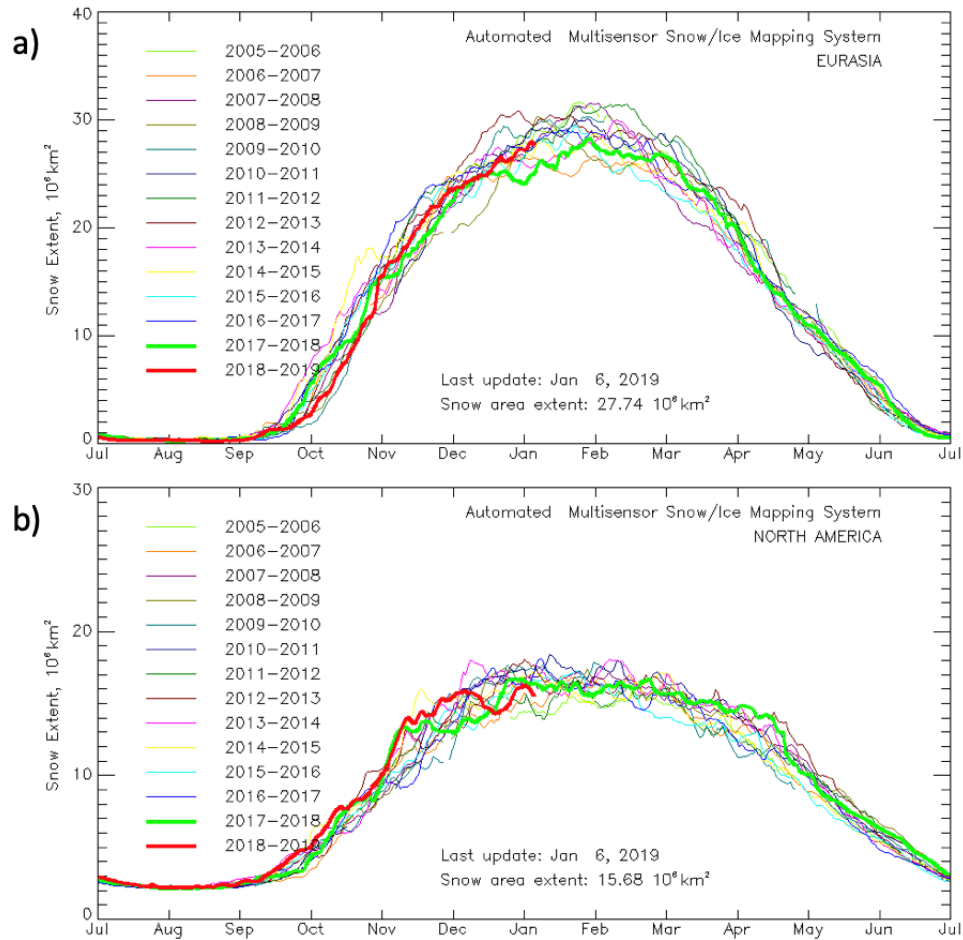 a)
40
30
20
10
0
Snow Extent, 10⁶km²
Automated Multisensor Snow/Ice Mapping System
EURASIA
2005-2006
2006-2007
2007-2008
2008-2009
2009-2010
2010-2011
2011-2012
2012-2013
2013-2014
2014-2015
2015-2016
2016-2017
2017-2018
2018-2019
Last update: Jan 6, 2019
Snow area extent: 27.74 10⁶km²
Jul Aug Sep Oct Nov Dec Jan Feb Mar Apr May Jun Jul
b)
30
20
10
0
Snow Extent, 10⁶km²
Automated Multisensor Snow/Ice Mapping System
NORTH AMERICA
2005-2006
2006-2007
2007-2008
2008-2009
2009-2010
2010-2011
2011-2012
2012-2013
2013-2014
2014-2015
2015-2016
2016-2017
2017-2018
2018-2019
Last update: Jan 6, 2019
Snow area extent: 15.68 10⁶km²
Jul Aug Sep Oct Nov Dec Jan Feb Mar Apr May Jun Jul